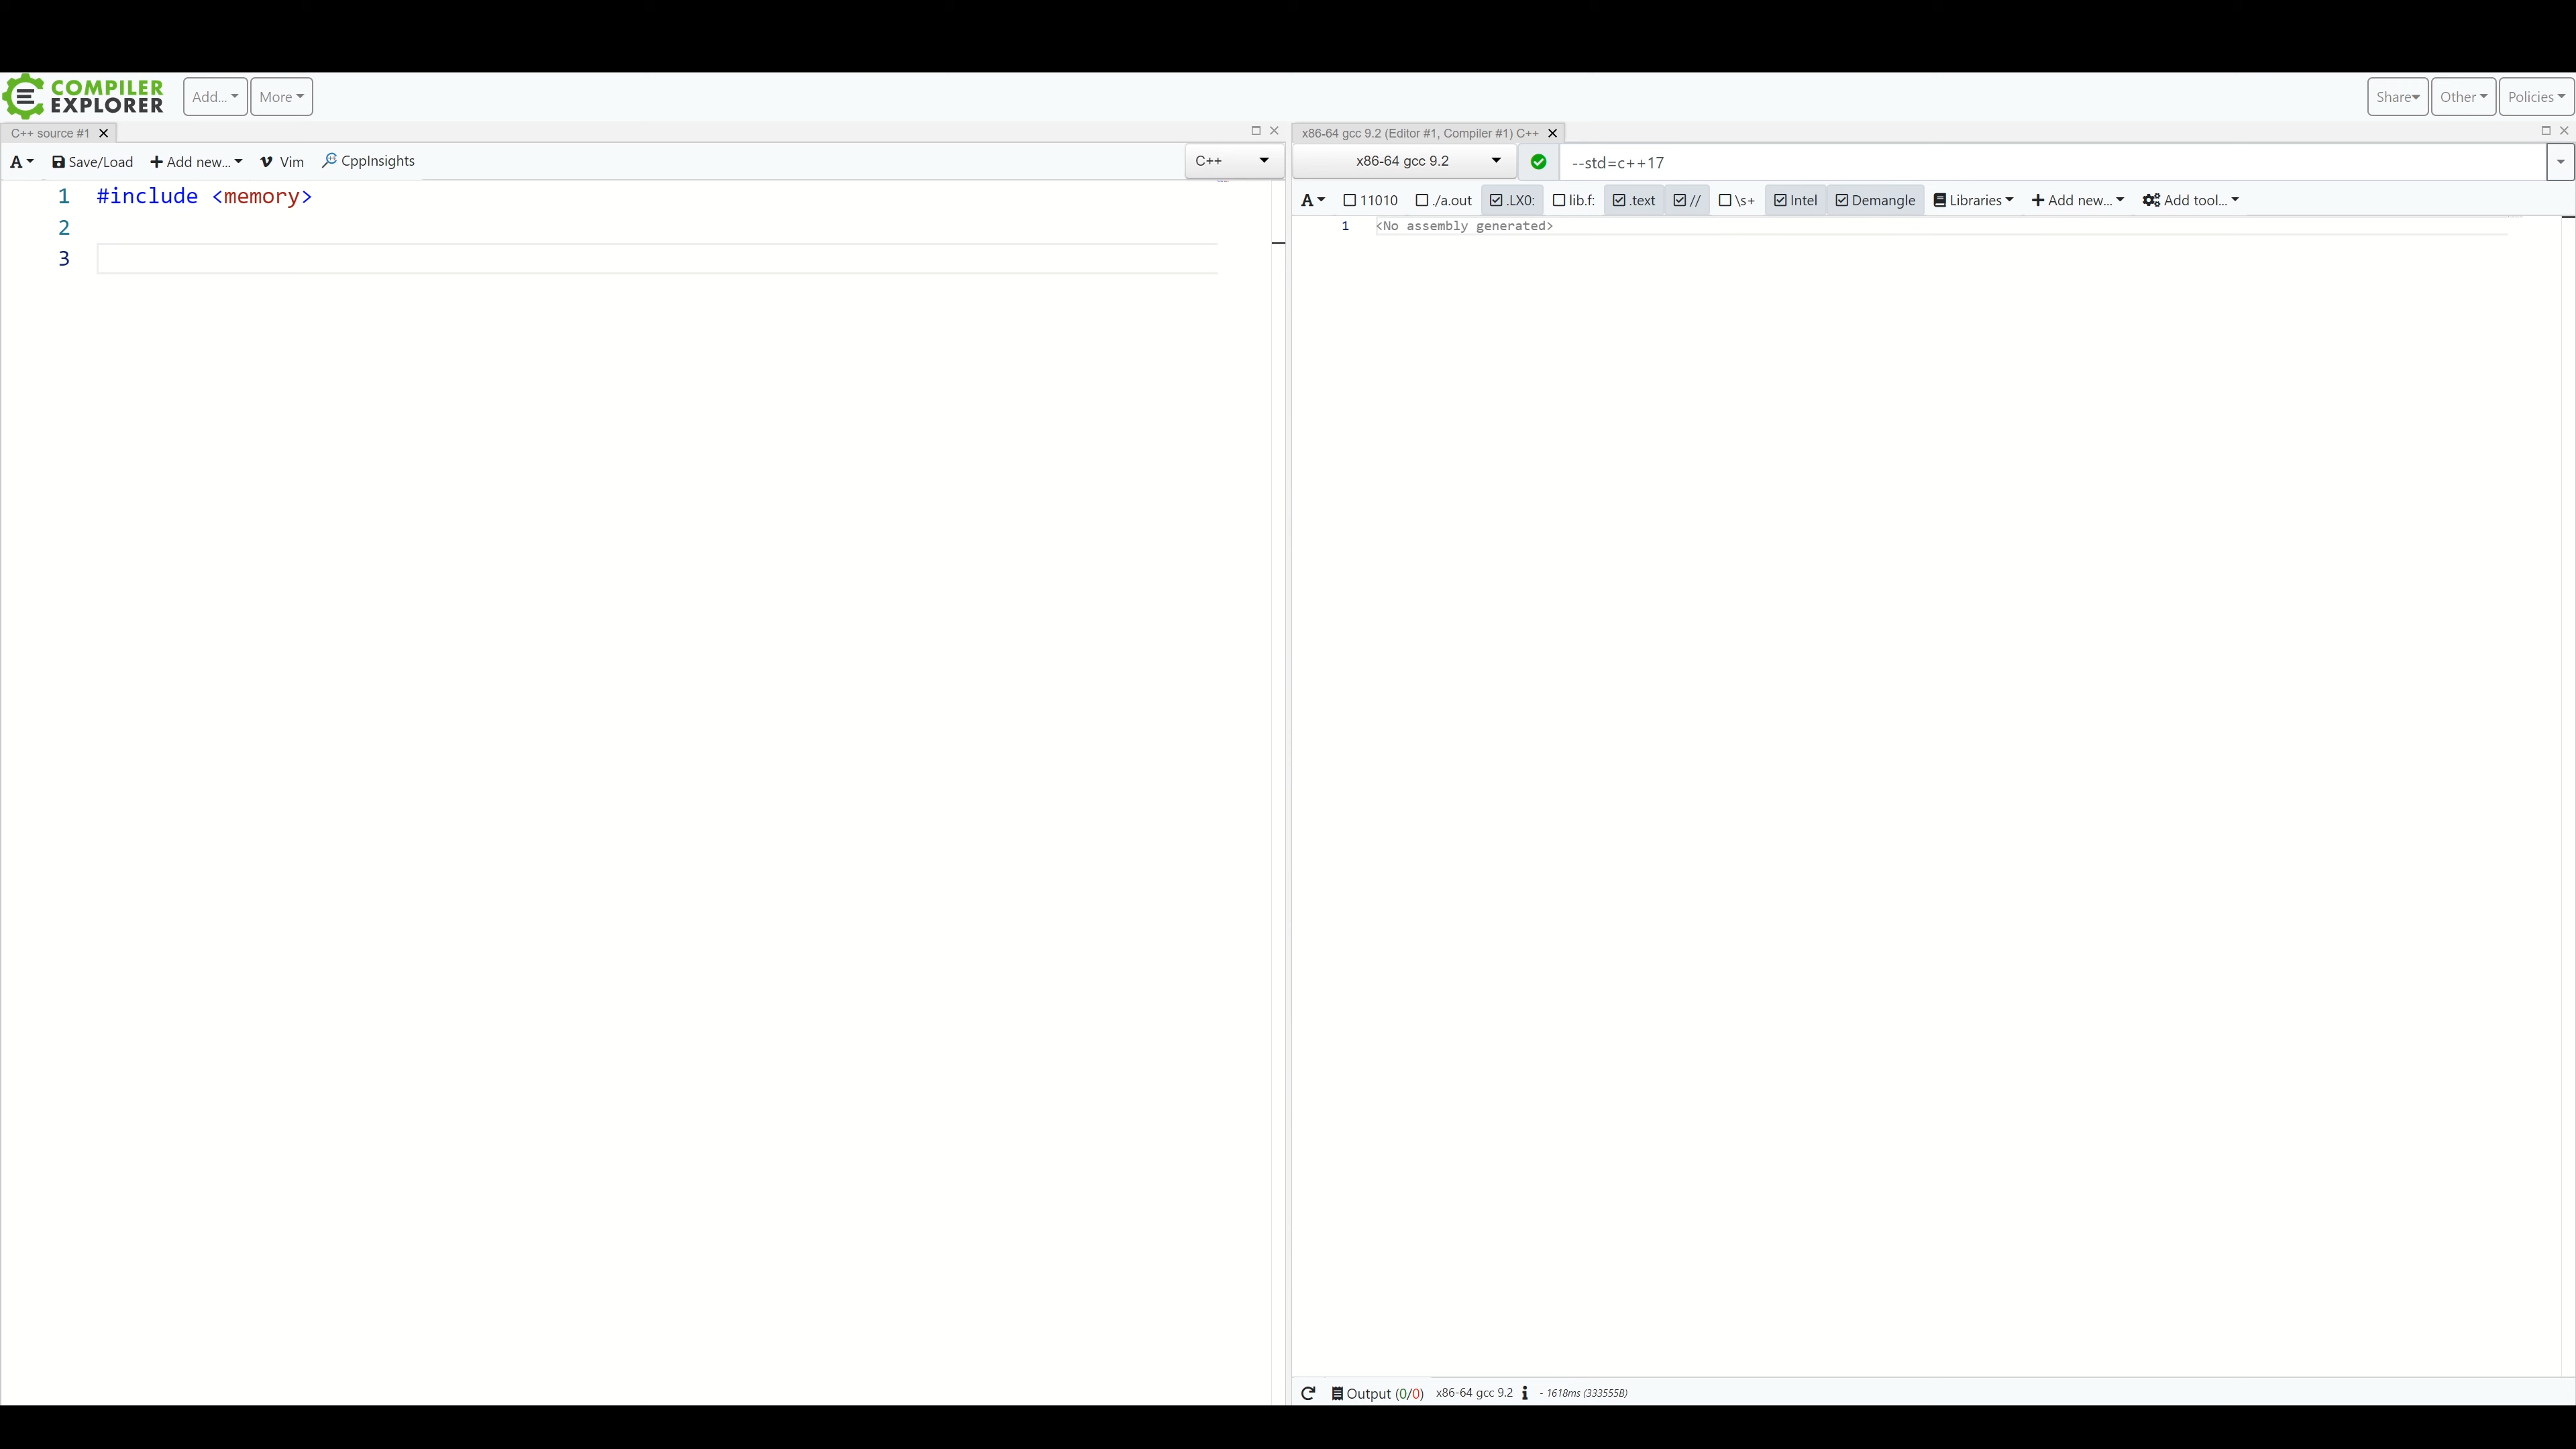 COMPILER
EXPLORER
Add...
More
Share
Other
Policies
C++ source #1
x86-64 gcc 9.2 (Editor #1, Compiler #1) C++
A
Save/Load
Add new...
Vim
CppInsights
C++
x86-64 gcc 9.2
--std=c++17
A
11010
./a.out
.LX0:
lib.f:
.text
//
\s+
Intel
Demangle
Libraries
Add new...
Add tool...
1 #include <memory>
2
3
1 <No assembly generated>
Output (0/0) x86-64 gcc 9.2 i - 1618ms (333555B)